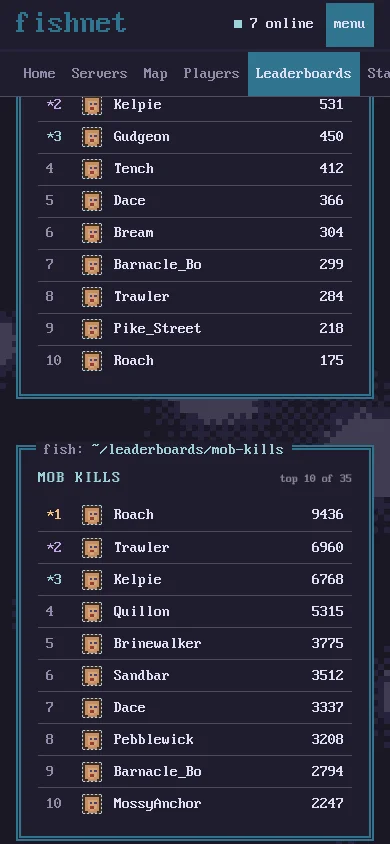 fishnet
7 online
menu
Home Servers Map Players Leaderboards Sta
*2 Kelpie 531
*3 Gudgeon 450
4 Tench 412
5 Dace 366
6 Bream 304
7 Barnacle_Bo 299
8 Trawler 284
9 Pike_Street 218
10 Roach 175
fish: ~/leaderboards/mob-kills
MOB KILLS top 10 of 35
*1 Roach 9436
*2 Trawler 6960
*3 Kelpie 6768
4 Quillon 5315
5 Brinewalker 3775
6 Sandbar 3512
7 Dace 3337
8 Pebblewick 3208
9 Barnacle_Bo 2794
10 MossyAnchor 2247